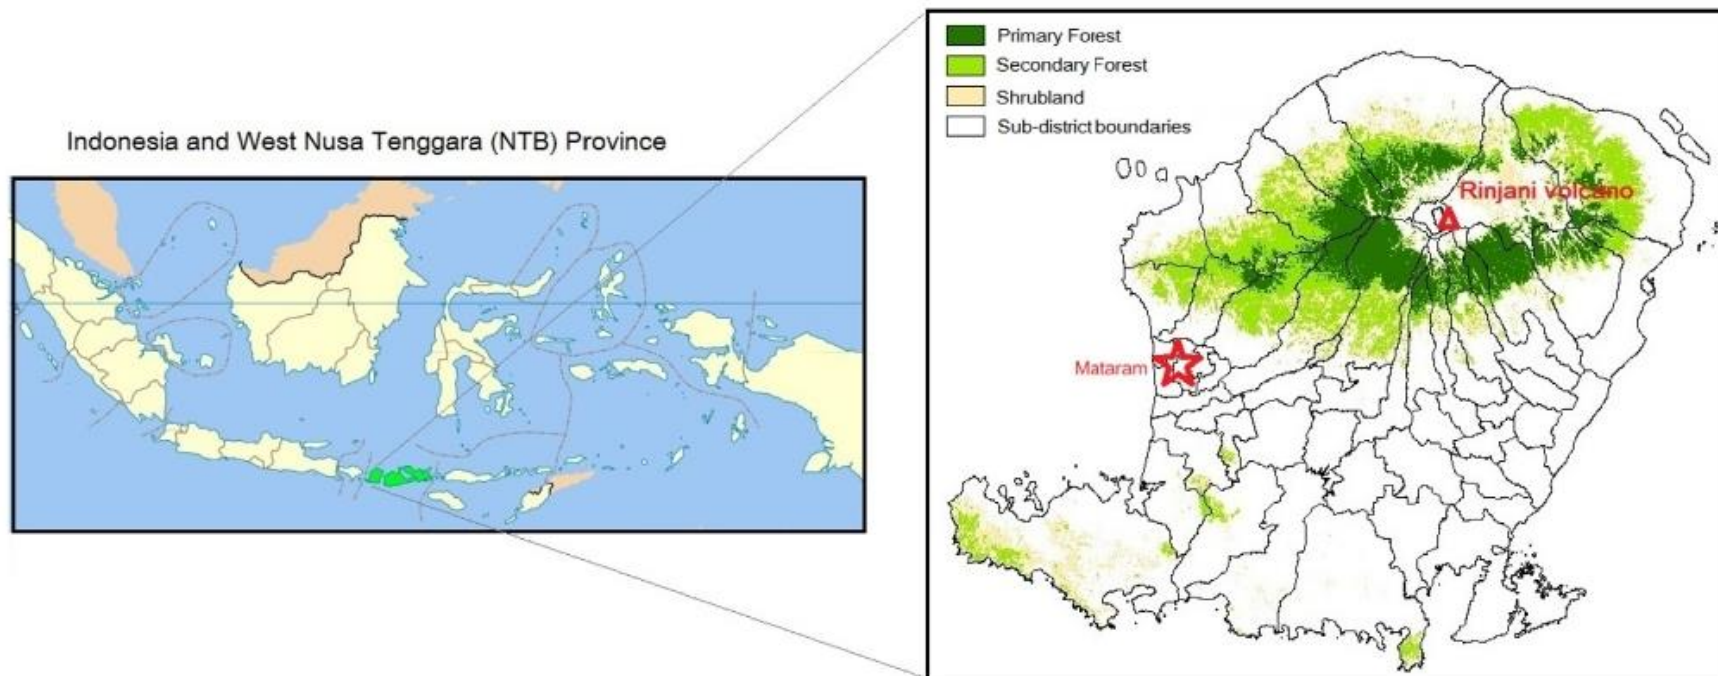 Indonesia and West Nusa Tenggara (NTB) Province
Primary Forest
Secondary Forest
Shrubland
Sub-district boundaries
Rinjani volcano
Mataram